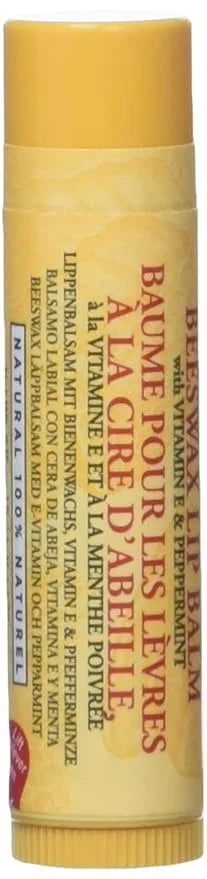 BEESWAX LIP BALM
with VITAMIN E & PEPPERMINT
BAUME POUR LES LÈVRES
À LA CIRE D'ABEILLE,
à la VITAMINE E ET À LA MENTHE POIVRÉE
LIPPENBALSAM MIT BIENENWACHS, VITAMIN E & PFEFFERMINZE
BALSAMO LABIAL CON CERA DE ABEJA, VITAMINA E Y MENTA
BEESWAX LÄPPBALSAM MED E-VITAMIN OCH PEPPARMINT
NATURAL 100% NATUREL
Lift